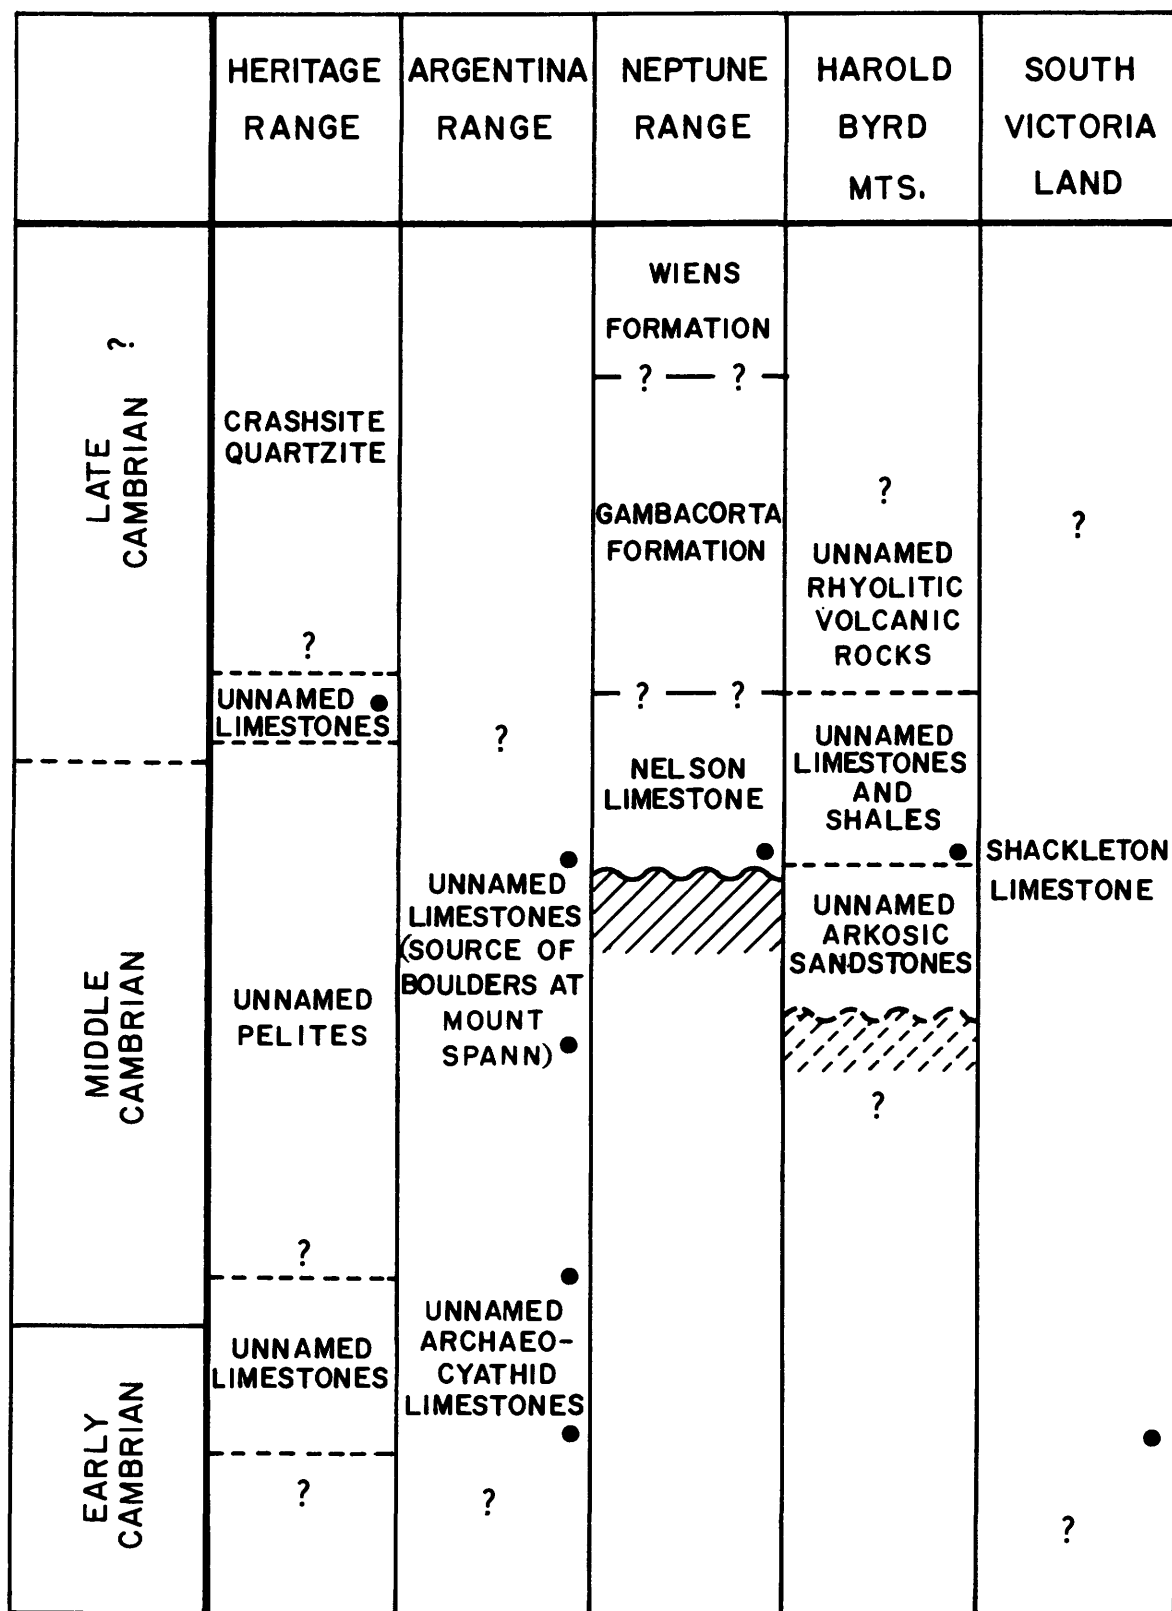 HERITAGE
RANGE
ARGENTINA
RANGE
NEPTUNE
RANGE
HAROLD
BYRD
MTS.
SOUTH
VICTORIA
LAND
LATE
CAMBRIAN ?
MIDDLE
CAMBRIAN
EARLY
CAMBRIAN
CRASHSITE
QUARTZITE
?
UNNAMED
LIMESTONES
UNNAMED
PELITES
?
UNNAMED
LIMESTONES
?
?
UNNAMED
LIMESTONES
(SOURCE OF
BOULDERS AT
MOUNT
SPANN)
UNNAMED
ARCHAEO-
CYATHID
LIMESTONES
?
WIENS
FORMATION
? ?
GAMBACORTA
FORMATION
? ?
NELSON
LIMESTONE
?
UNNAMED
RHYOLITIC
VOLCANIC
ROCKS
UNNAMED
LIMESTONES
AND
SHALES
UNNAMED
ARKOSIC
SANDSTONES
?
?
SHACKLETON
LIMESTONE
?